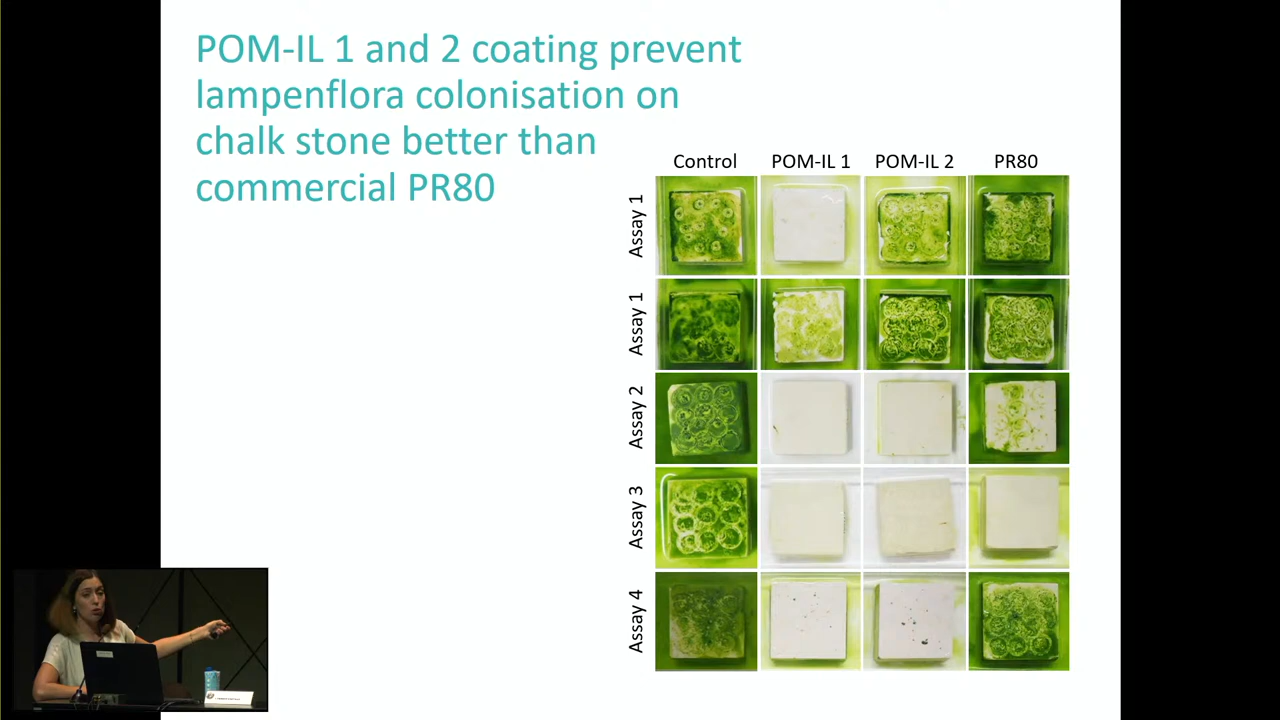 POM-IL 1 and 2 coating prevent
lampenflora colonisation on
chalk stone better than
commercial PR80
Control POM-IL 1 POM-IL 2 PR80
Assay 1
Assay 1
Assay 2
Assay 3
Assay 4